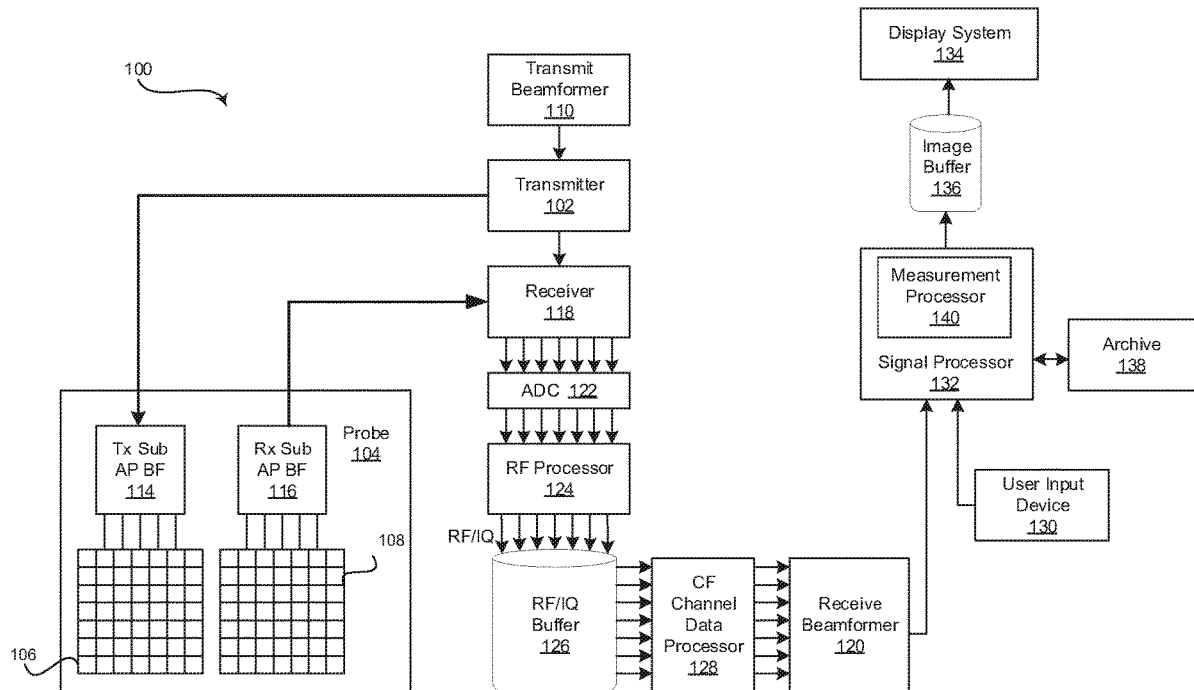 100
Transmit
Beamformer
110
Transmitter
102
Receiver
118
ADC 122
RF Processor
124
RF/IQ
RF/IQ
Buffer
126
CF
Channel
Data
Processor
128
Receive
Beamformer
120
Probe
104
Tx Sub
AP BF
114
Rx Sub
AP BF
116
108
106
Display System
134
Image
Buffer
136
Measurement
Processor
140
Signal Processor
132
Archive
138
User Input
Device
130